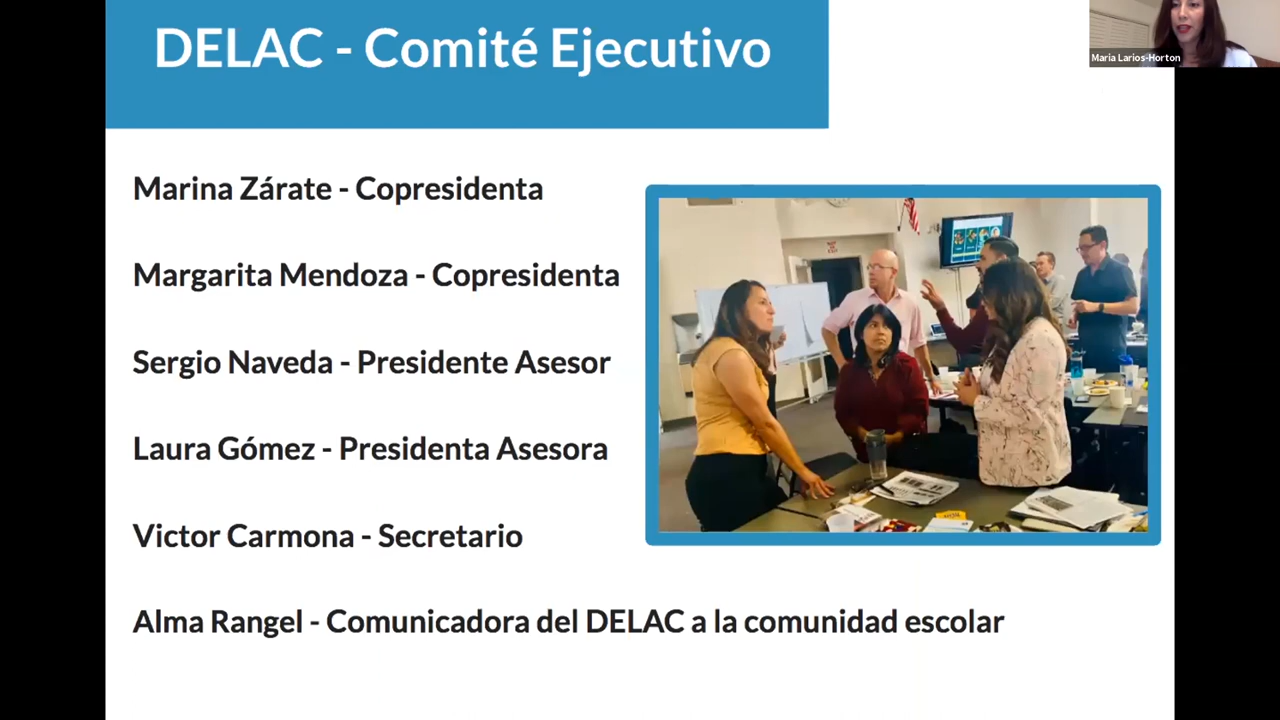 DELAC - Comité Ejecutivo
Maria Larios-Horton
Marina Zárate - Copresidenta
Margarita Mendoza - Copresidenta
Sergio Naveda - Presidente Asesor
Laura Gómez - Presidenta Asesora
Victor Carmona - Secretario
Alma Rangel - Comunicadora del DELAC a la comunidad escolar